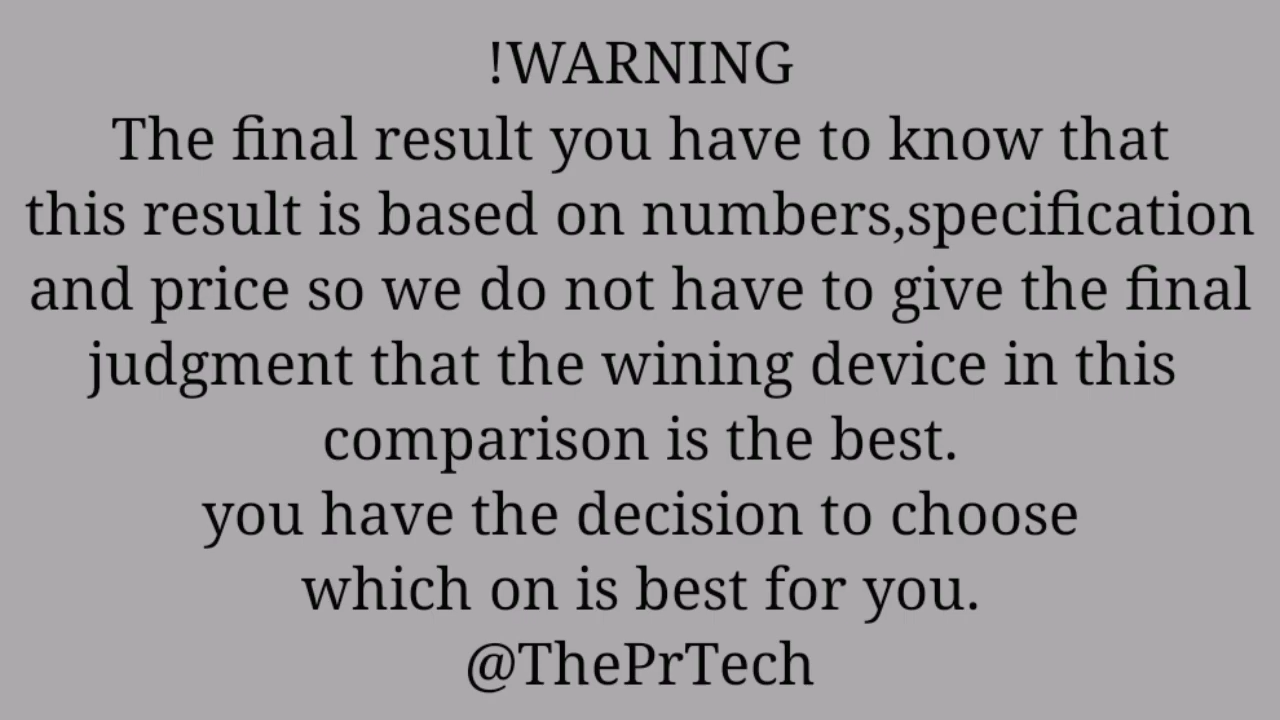 !WARNING
The final result you have to know that
this result is based on numbers,specification
and price so we do not have to give the final
judgment that the wining device in this
comparison is the best.
you have the decision to choose
which on is best for you.
@ThePrTech